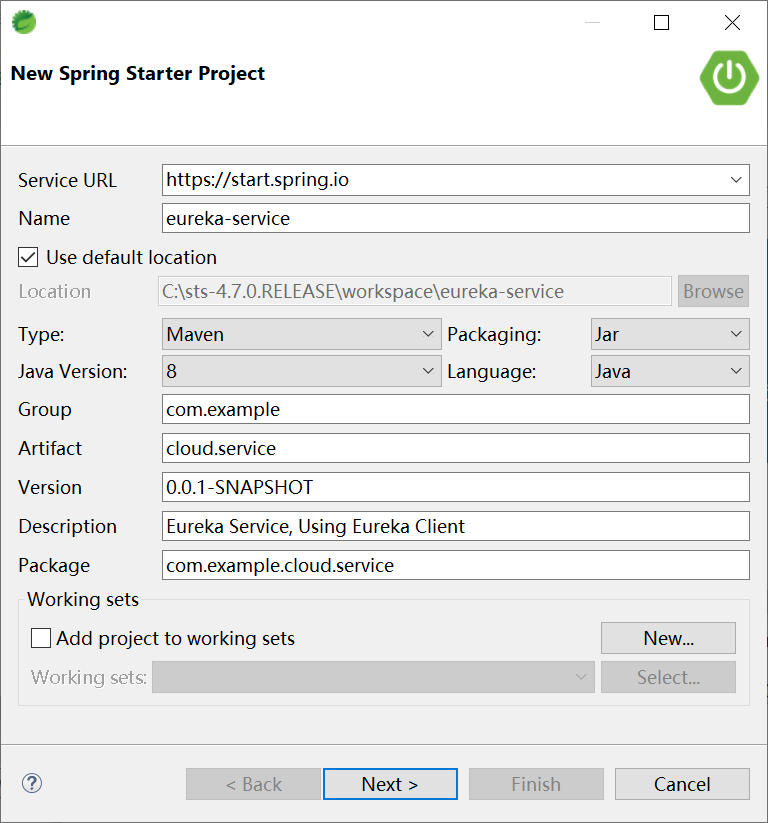 New Spring Starter Project
Service URL https://start.spring.io
Name eureka-service
Use default location
Location C:\sts-4.7.0.RELEASE\workspace\eureka-service Browse
Type: Maven Packaging: Jar
Java Version: 8 Language: Java
Group com.example
Artifact cloud.service
Version 0.0.1-SNAPSHOT
Description Eureka Service, Using Eureka Client
Package com.example.cloud.service
Working sets
Add project to working sets New...
Working sets: Select...
? < Back Next > Finish Cancel